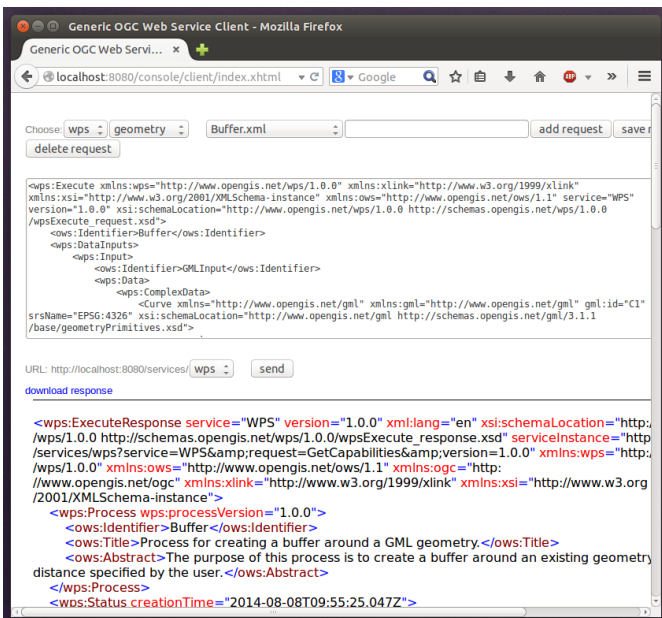 Generic OGC Web Service Client - Mozilla Firefox
Generic OGC Web Servi... ×
localhost:8080/console/client/index.xhtml Google
Choose: wps geometry Buffer.xml add request save r
delete request
<wps:Execute xmlns:wps="http://www.opengis.net/wps/1.0.0" xmlns:xlink="http://www.w3.org/1999/xlink"
xmlns:xsi="http://www.w3.org/2001/XMLSchema-instance" xmlns:ows="http://www.opengis.net/ows/1.1" service="WPS"
version="1.0.0" xsi:schemaLocation="http://www.opengis.net/wps/1.0.0 http://schemas.opengis.net/wps/1.0.0
/wpsExecute_request.xsd">
<ows:Identifier>Buffer</ows:Identifier>
<wps:DataInputs>
<wps:Input>
<ows:Identifier>GMLInput</ows:Identifier>
<wps:Data>
<wps:ComplexData>
<Curve xmlns="http://www.opengis.net/gml" xmlns:gml="http://www.opengis.net/gml" gml:id="C1"
srsName="EPSG:4326" xsi:schemaLocation="http://www.opengis.net/gml http://schemas.opengis.net/gml/3.1.1
/base/geometryPrimitives.xsd">
URL: http://localhost:8080/services/ wps send
download response
<wps:ExecuteResponse service="WPS" version="1.0.0" xml:lang="en" xsi:schemaLocation="http:/
/wps/1.0.0 http://schemas.opengis.net/wps/1.0.0/wpsExecute_response.xsd" serviceInstance="http
/services/wps?service=WPS&amp;request=GetCapabilities&amp;version=1.0.0" xmlns:wps="http:/
/wps/1.0.0" xmlns:ows="http://www.opengis.net/ows/1.1" xmlns:ogc="http:
//www.opengis.net/ogc" xmlns:xlink="http://www.w3.org/1999/xlink" xmlns:xsi="http://www.w3.org
/2001/XMLSchema-instance">
<wps:Process wps:processVersion="1.0.0">
<ows:Identifier>Buffer</ows:Identifier>
<ows:Title>Process for creating a buffer around a GML geometry.</ows:Title>
<ows:Abstract>The purpose of this process is to create a buffer around an existing geometry
distance specified by the user.</ows:Abstract>
</wps:Process>
<wps:Status creationTime="2014-08-08T09:55:25.047Z">